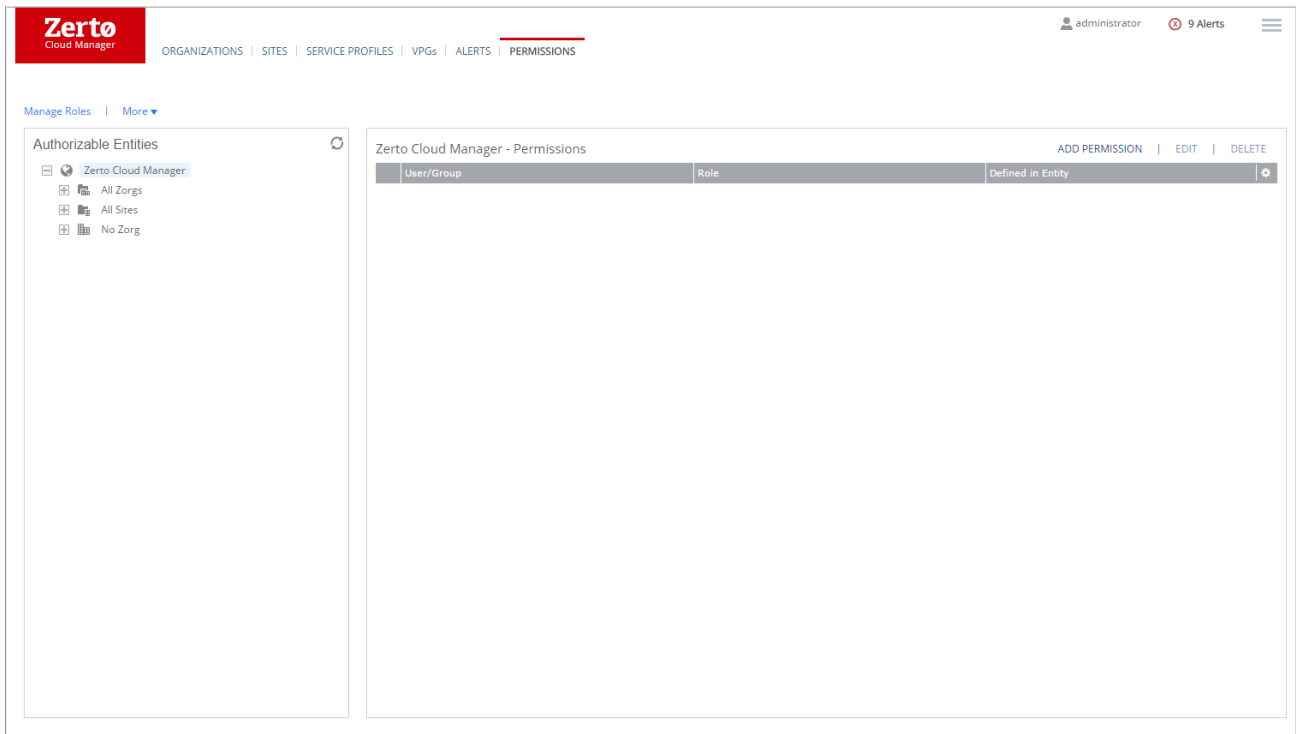 Zertø
Cloud Manager
administrator
9 Alerts
ORGANIZATIONS | SITES | SERVICE PROFILES | VPGs | ALERTS | PERMISSIONS
Manage Roles | More
Authorizable Entities
Zerto Cloud Manager
All Zorgs
All Sites
No Zorg
Zerto Cloud Manager - Permissions
ADD PERMISSION | EDIT | DELETE
User/Group
Role
Defined in Entity